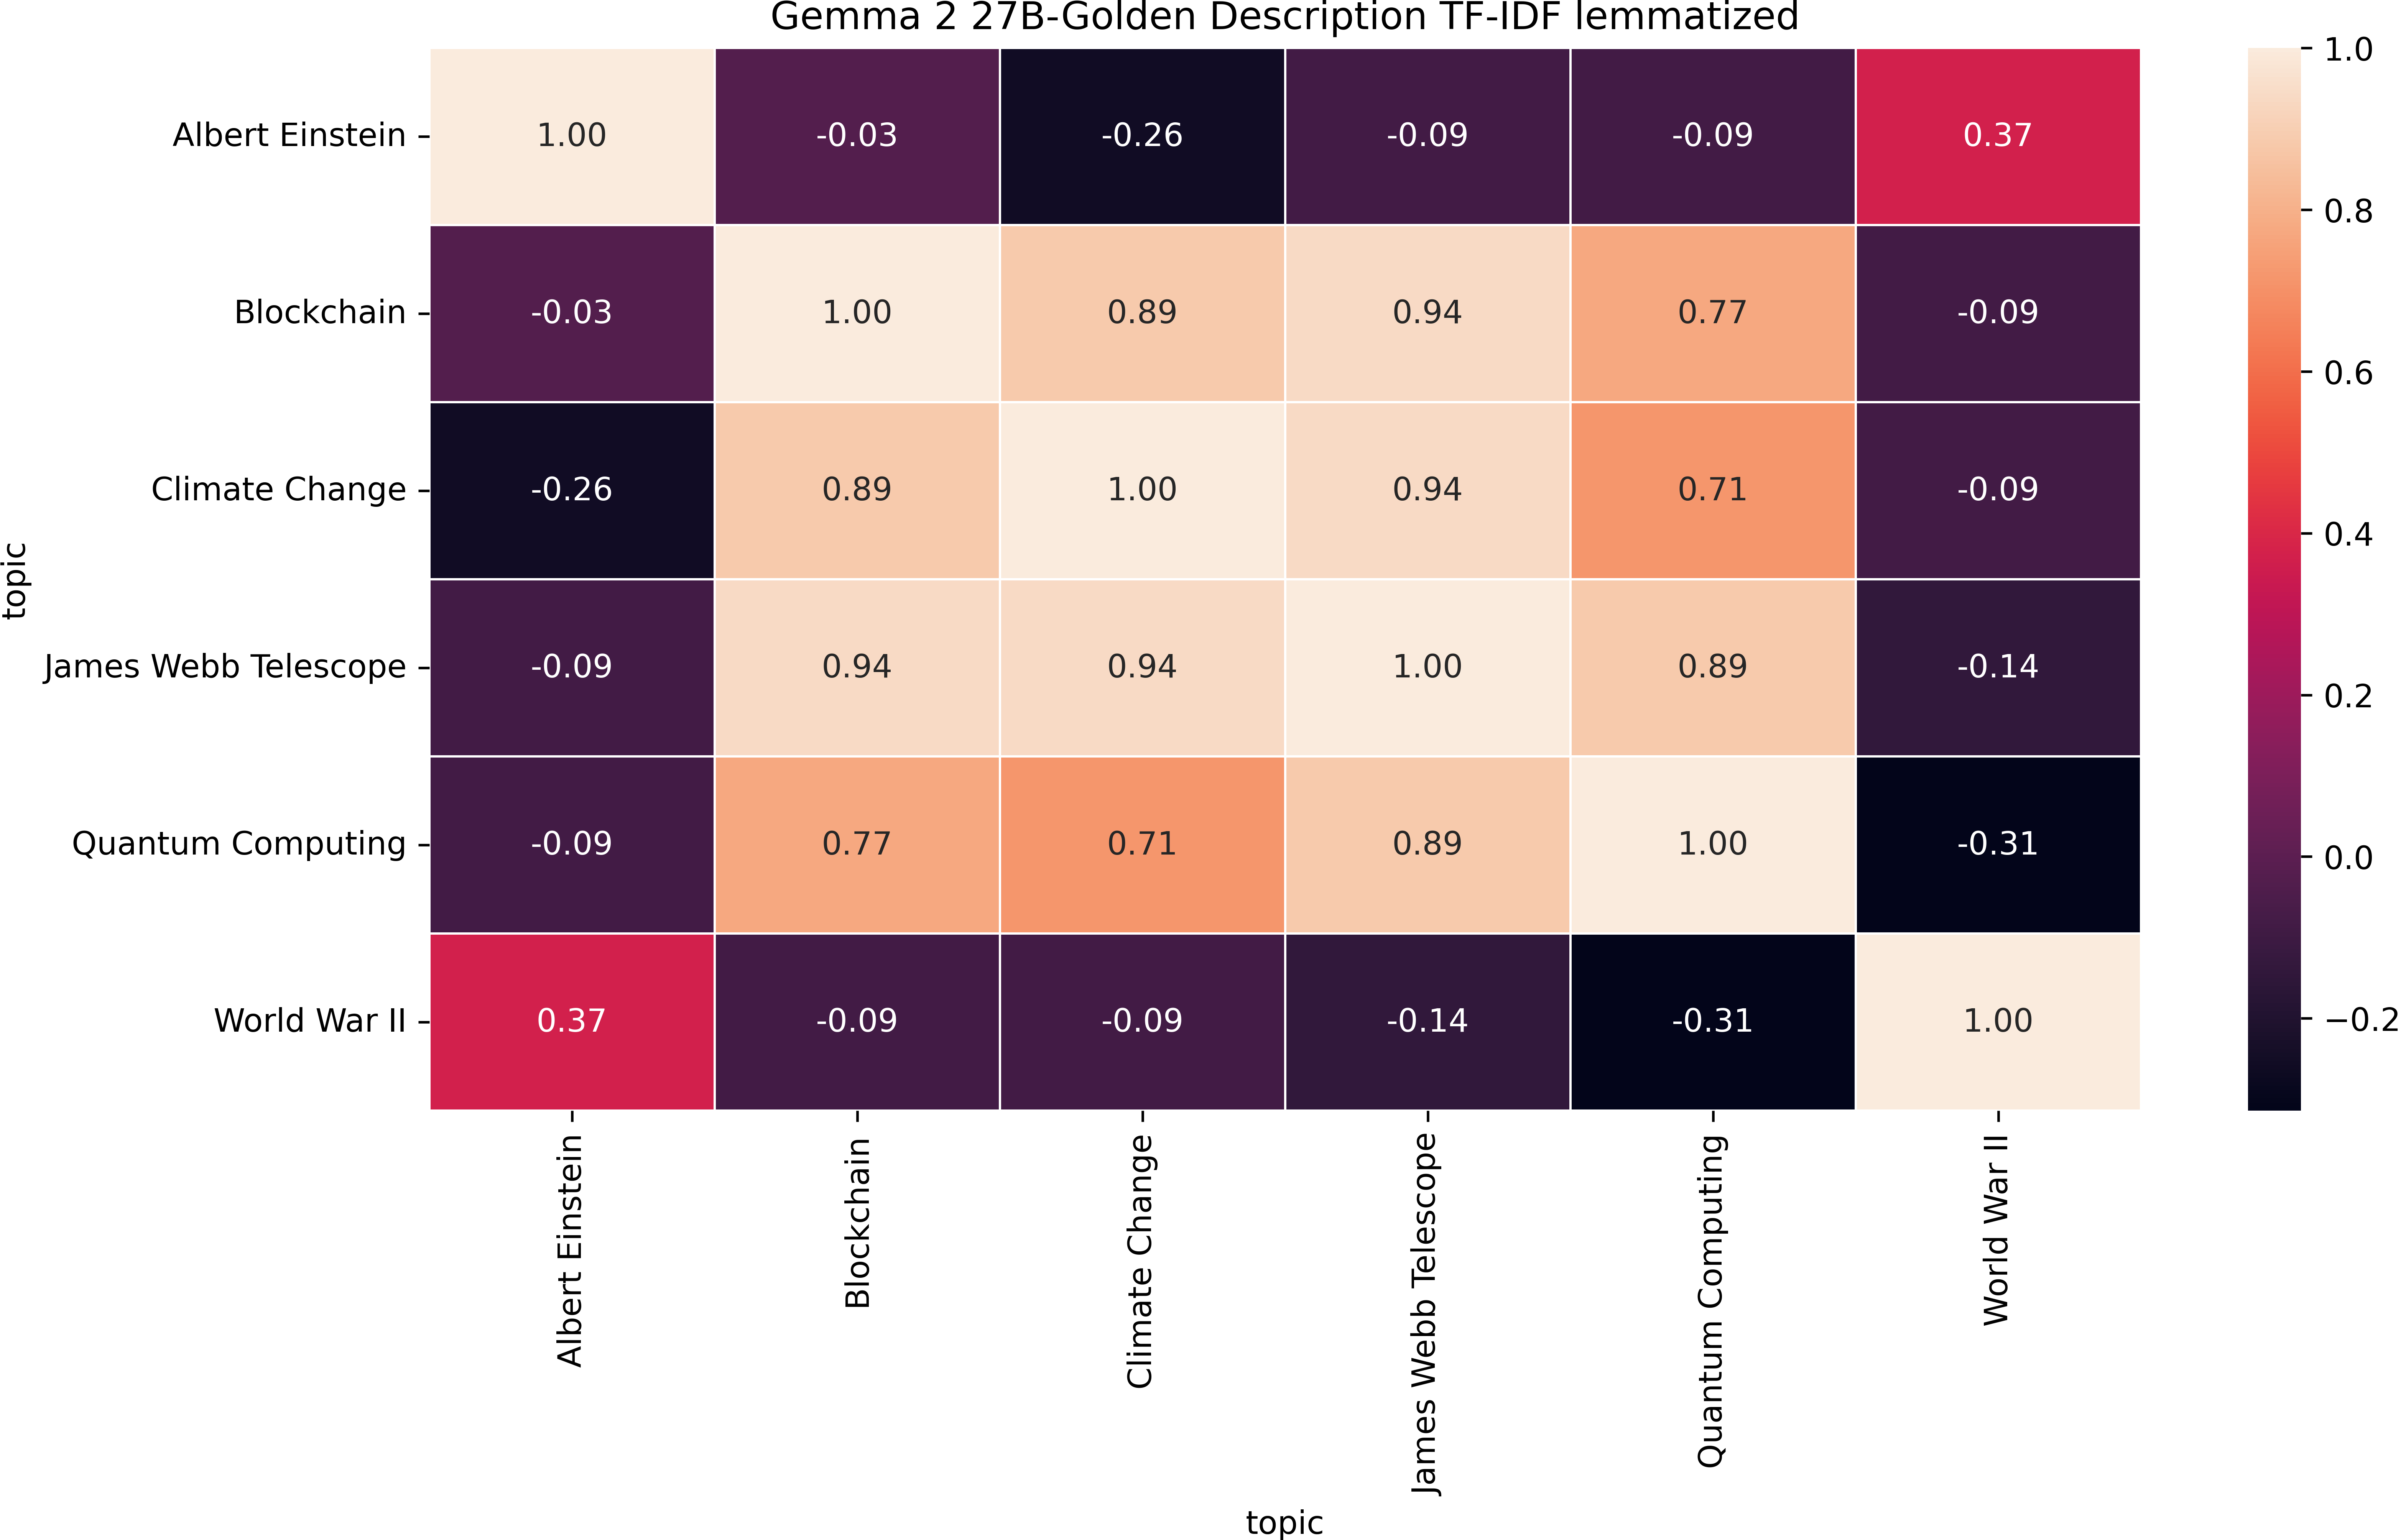 Gemma 2 27B-Golden Description TF-IDF lemmatized
Albert Einstein 1.00 -0.03 -0.26 -0.09 -0.09 0.37
Blockchain -0.03 1.00 0.89 0.94 0.77 -0.09
Climate Change -0.26 0.89 1.00 0.94 0.71 -0.09
James Webb Telescope -0.09 0.94 0.94 1.00 0.89 -0.14
Quantum Computing -0.09 0.77 0.71 0.89 1.00 -0.31
World War II 0.37 -0.09 -0.09 -0.14 -0.31 1.00
topic
Albert Einstein
Blockchain
Climate Change
James Webb Telescope
Quantum Computing
World War II
topic
1.0
0.8
0.6
0.4
0.2
0.0
−0.2